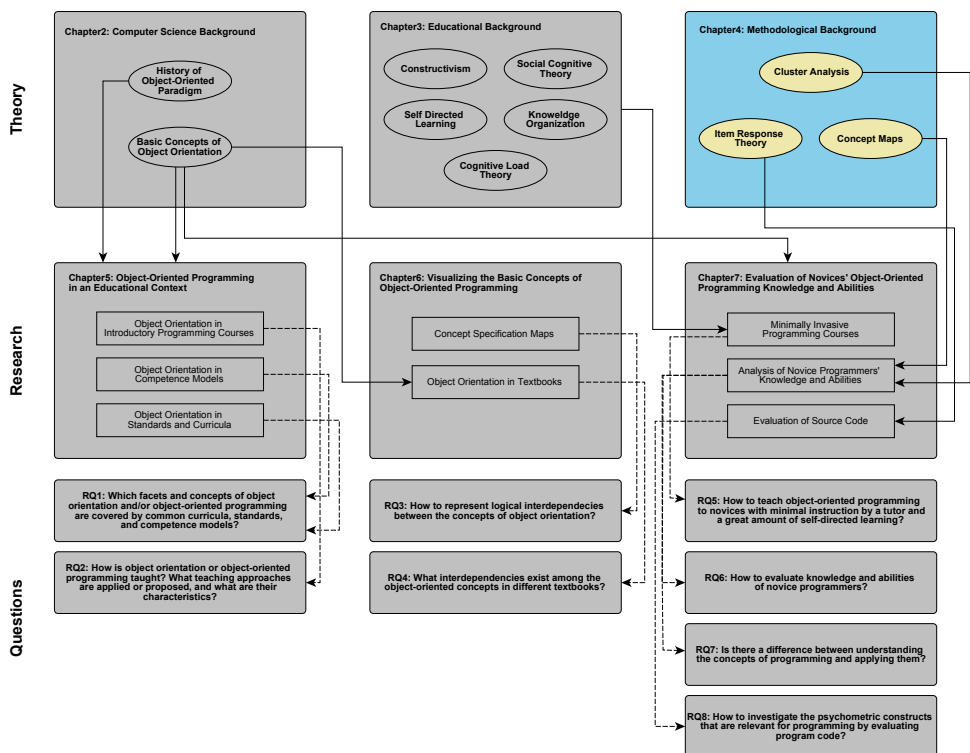 Theory
Chapter2: Computer Science Background
History of
Object-Oriented
Paradigm
Basic Concepts of
Object Orientation
Chapter3: Educational Background
Constructivism
Social Cognitive
Theory
Self Directed
Learning
Knoweldge
Organization
Cognitive Load
Theory
Chapter4: Methodological Background
Cluster Analysis
Item Response
Theory
Concept Maps
Research
Chapter5: Object-Oriented Programming
in an Educational Context
Object Orientation in
Introductory Programming Courses
Object Orientation in
Competence Models
Object Orientation in
Standards and Curricula
Chapter6: Visualizing the Basic Concepts of
Object-Oriented Programming
Concept Specification Maps
Object Orientation in Textbooks
Chapter7: Evaluation of Novices' Object-Oriented
Programming Knowledge and Abilities
Minimally Invasive
Programming Courses
Analysis of Novice Programmers'
Knowledge and Abilities
Evaluation of Source Code
Questions
RQ1: Which facets and concepts of object
orientation and/or object-oriented programming
are covered by common curricula, standards,
and competence models?
RQ2: How is object orientation or object-oriented
programming taught? What teaching approaches
are applied or proposed, and what are their
characteristics?
RQ3: How to represent logical interdependencies
between the concepts of object orientation?
RQ4: What interdependencies exist among the
object-oriented concepts in different textbooks?
RQ5: How to teach object-oriented programming
to novices with minimal instruction by a tutor and
a great amount of self-directed learning?
RQ6: How to evaluate knowledge and abilities
of novice programmers?
RQ7: Is there a difference between understanding
the concepts of programming and applying them?
RQ8: How to investigate the psychometric constructs
that are relevant for programming by evaluating
program code?